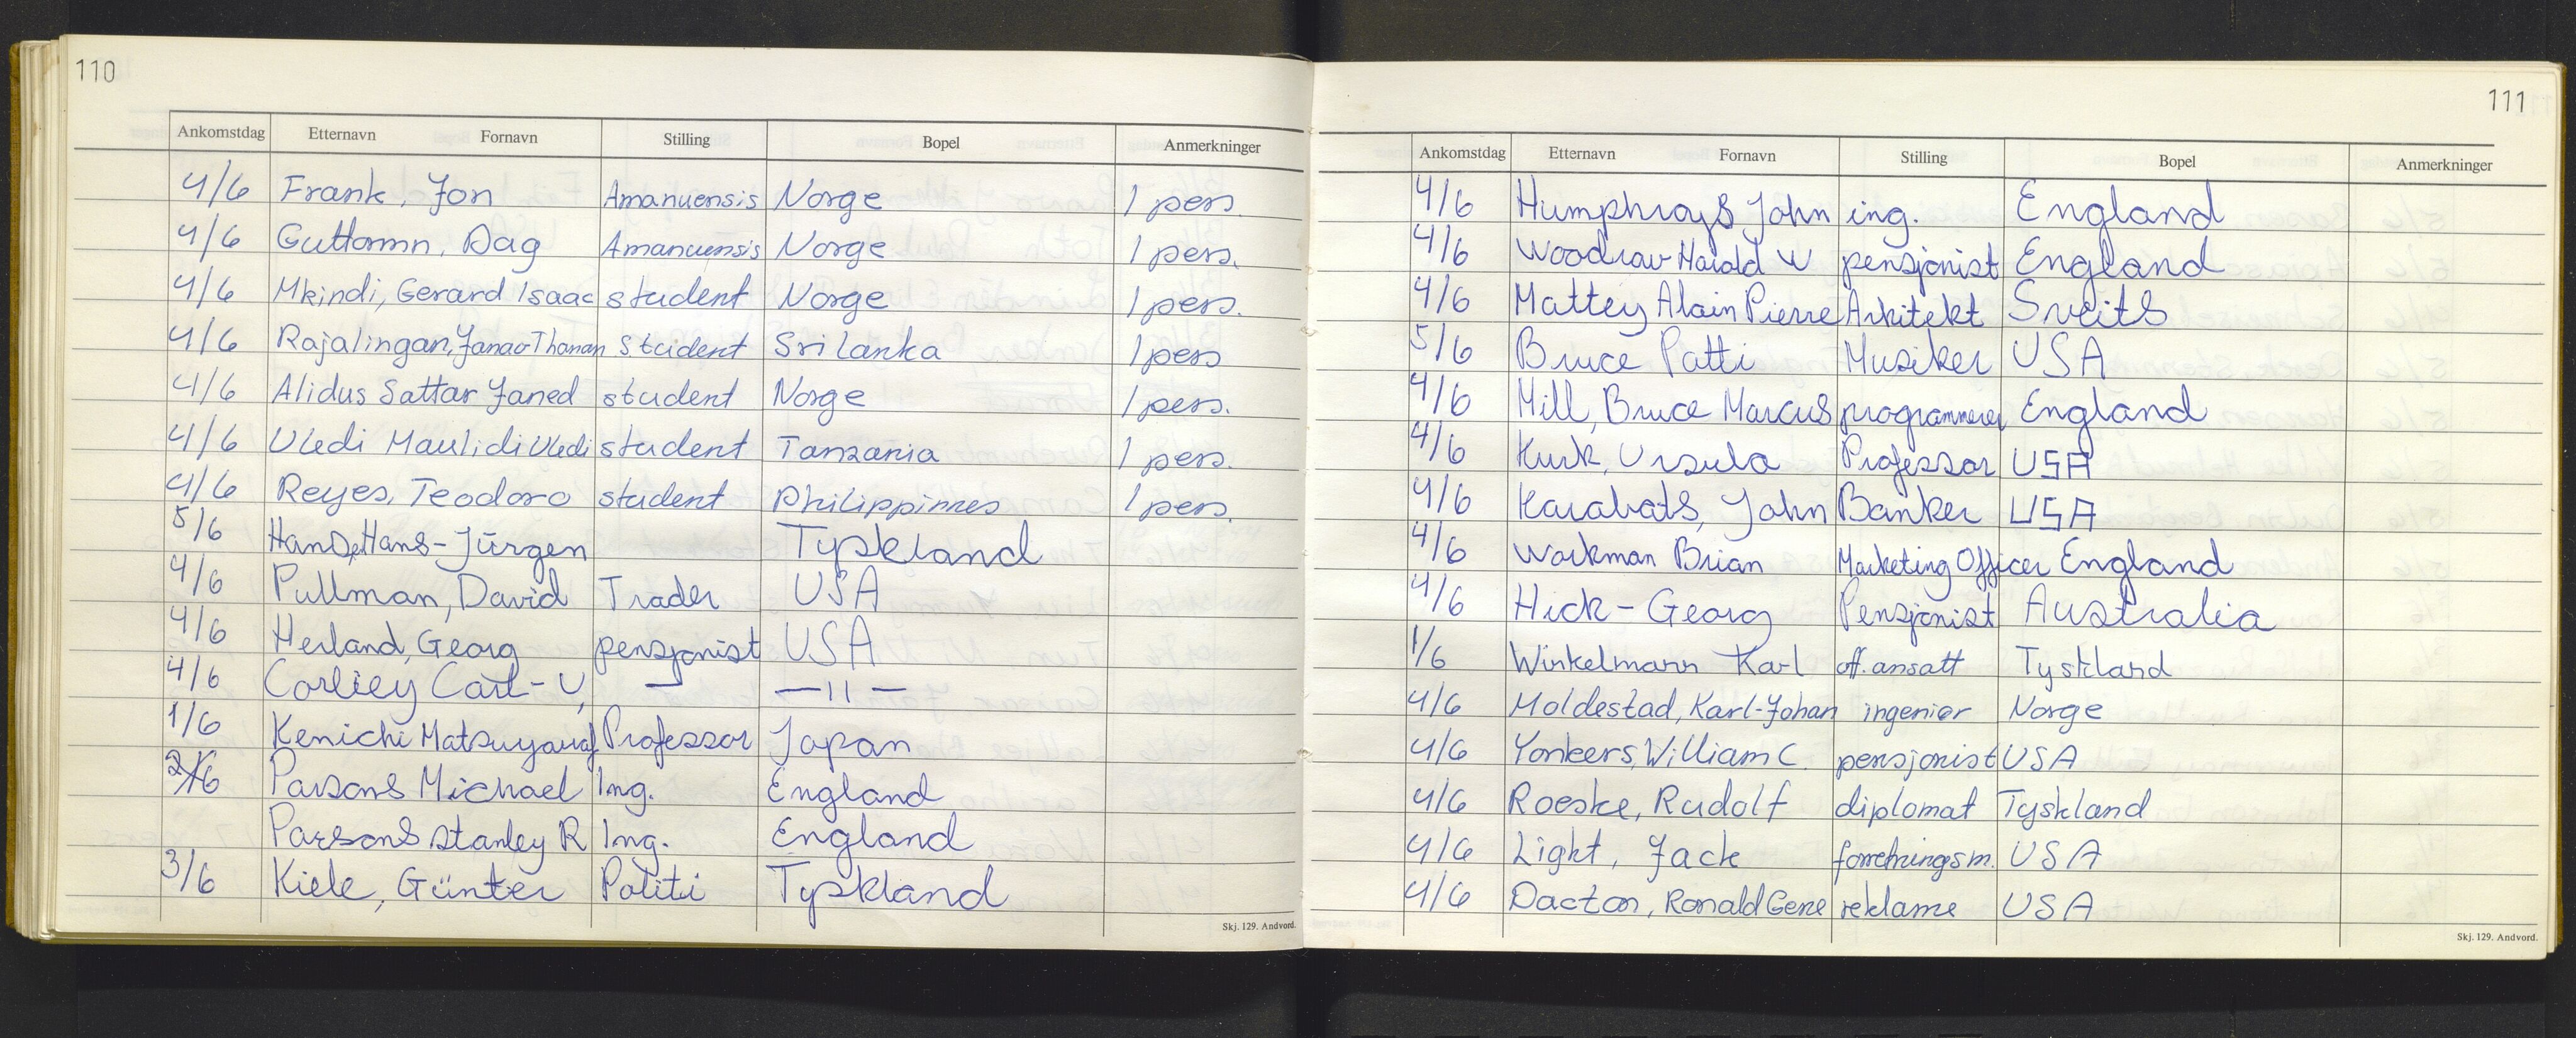 110
Ankomstdag Etternavn Fornavn Stilling Bopel Anmerkninger
4/6 Frank, Jon Amanuensis Norge 1 pers.
4/6 Guttormn, Dag Amanuensis Norge 1 pers.
4/6 Mkindi, Gerard Isaac student Norge 1 pers.
4/6 Rajalingan, student Sri Lanka 1 pers
4/6 Alidus Sattar Janed student Norge 1 pers.
4/6 Uledi Maulidi Uledi student Tanzania 1 pers.
4/6 Reyes, Teodoro student Philippinnes 1 pers.
5/6 Hans-Jürgen Tyskland
4/6 Pullman, David Trader USA
4/6 Herland, Georg pensjonist USA
4/6 Carl-U, — —11—
1/6 Kenichi Professor Japan
Parsons Michael Ing. England
Parsons Stanley R Ing. England
3/6 Kiele, Günter Politi Tyskland
Skj. 129. Andvord.
111
Ankomstdag Etternavn Fornavn Stilling Bopel Anmerkninger
4/6 Humphroys John ing. England
4/6 Woodrow Harold W pensjonist England
4/6 Mattey Alain Pierre Arkitekt Sveits
5/6 Bruce Patti Musiker USA
4/6 Mill, Bruce Marcus programmerer England
4/6 Kurk, Ursula Professor USA
4/6 Karabats, John Banker USA
4/6 Workman Brian Marketing Officer England
4/6 Hick - Georg Pensjonist Australia
1/6 Winkelmann Karl off. ansatt Tyskland
4/6 Moldestad, Karl-Johan ingeniør Norge
4/6 Yonkers, William C. pensjonist USA
4/6 Roeske, Rudolf diplomat Tyskland
4/6 Light, Jack forretningsm. USA
4/6 Dacton, Ronald Gene reklame USA
Skj. 129. Andvord.